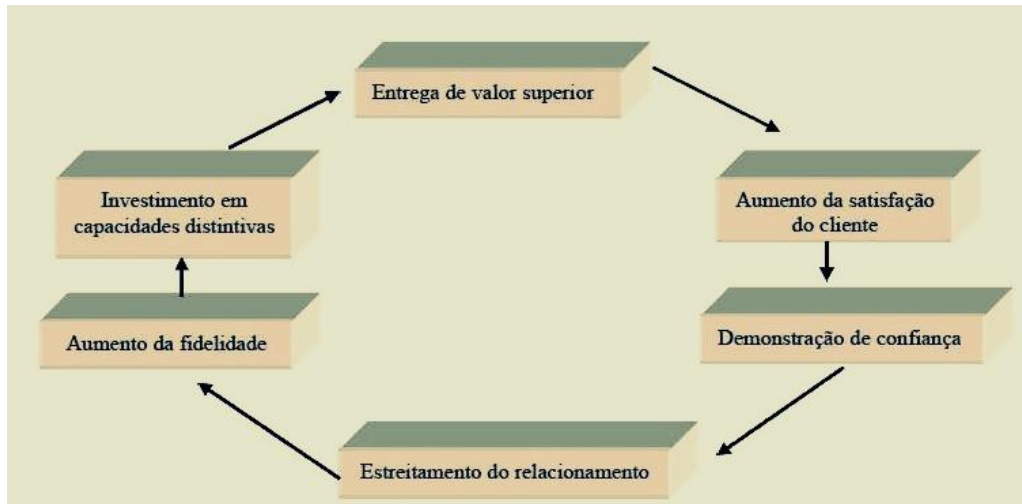 Entrega de valor superior
Aumento da satisfação
do cliente
Demonstração de confiança
Estreitamento do relacionamento
Aumento da fidelidade
Investimento em
capacidades distintivas